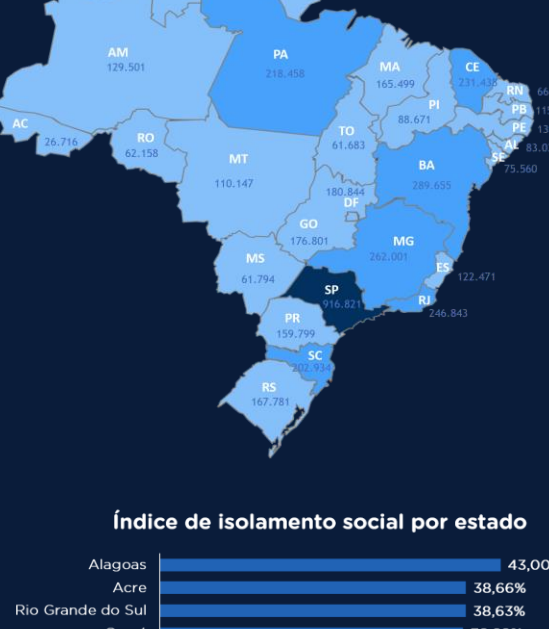 AM
129.501
PA
218.458
MA
165.499
CE
RN
PI
88.671
PB
PE
AL
SE
75.560
AC
26.716
RO
62.158
TO
61.683
MT
110.147
BA
289.655
180.844
DF
GO
176.801
MG
262.001
ES
122.471
MS
61.794
SP
916.821
RJ
246.843
PR
159.799
SC
202.934
RS
167.781
Índice de isolamento social por estado
Alagoas 43,00
Acre 38,66%
Rio Grande do Sul 38,63%